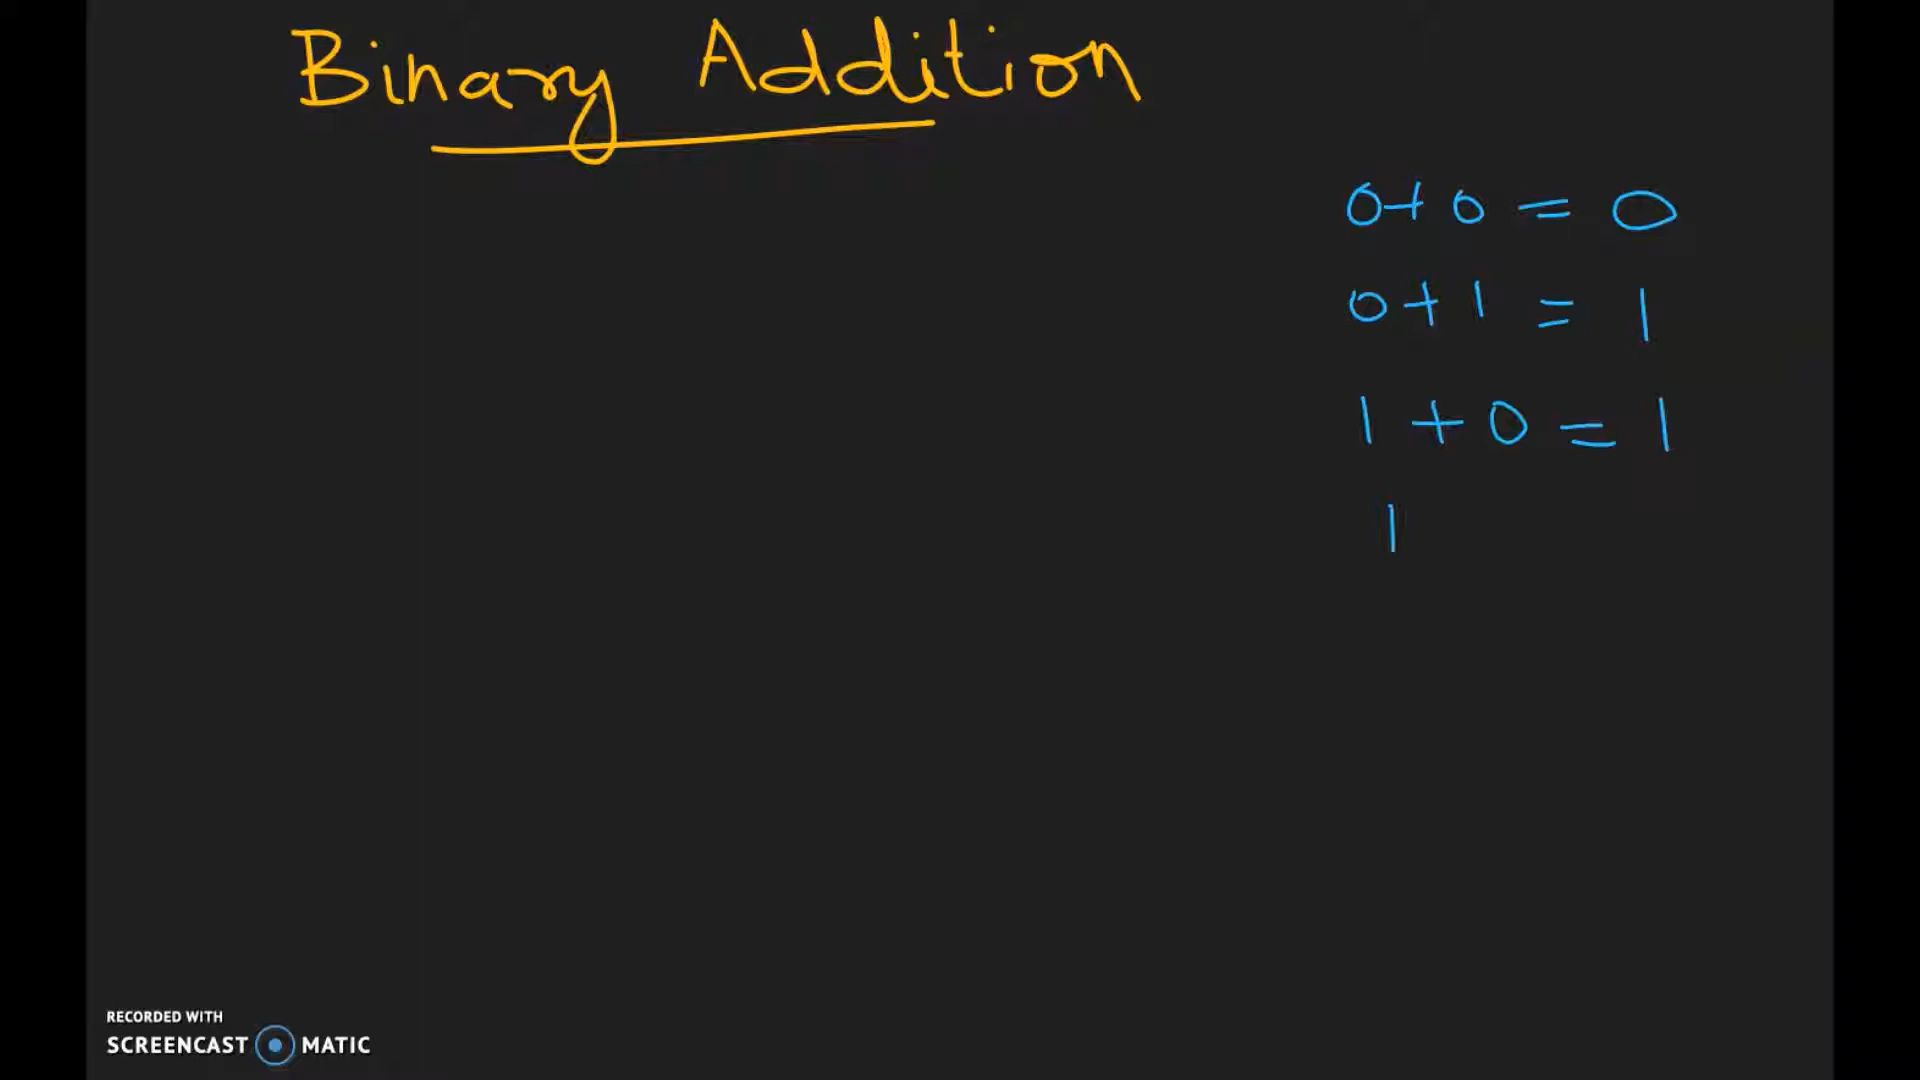 Binary Addition
0+0 = 0
0+1 = 1
1+0 = 1
1
RECORDED WITH
SCREENCAST MATIC